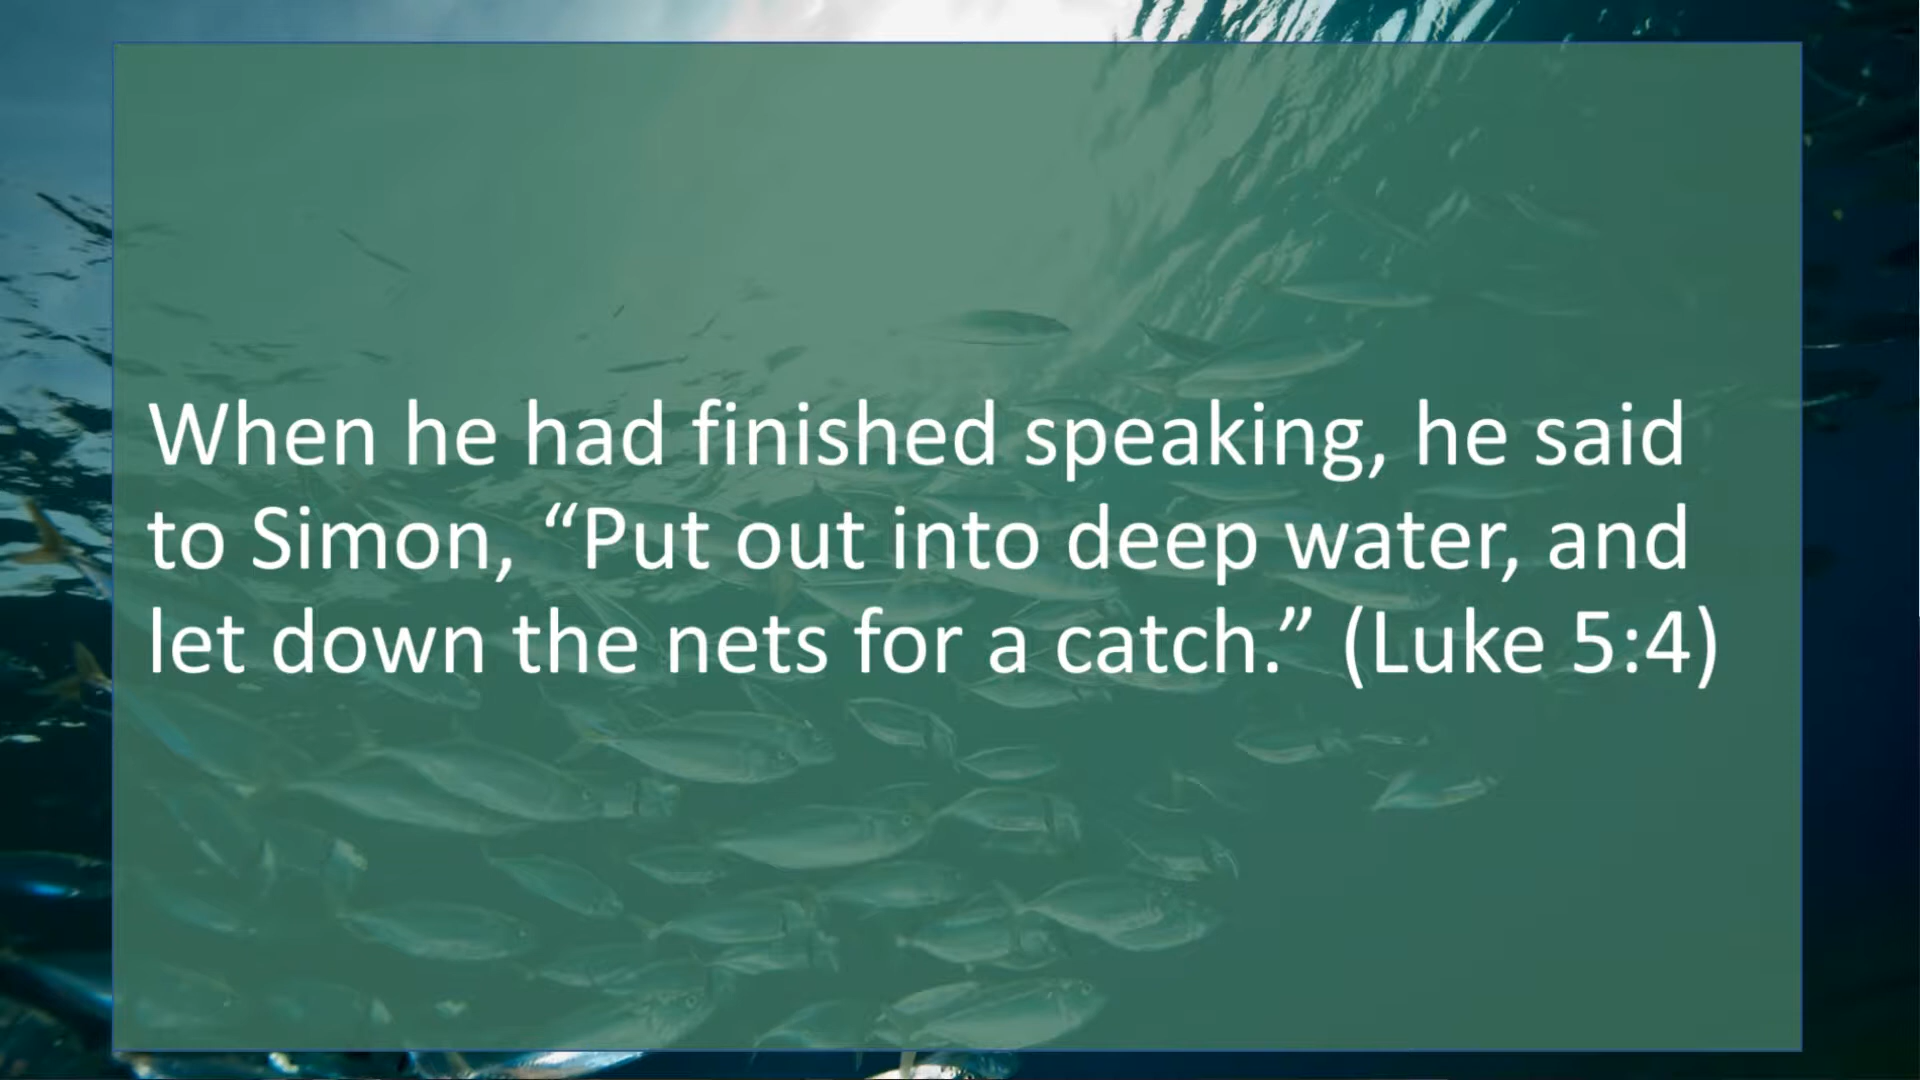 When he had finished speaking, he said
to Simon, “Put out into deep water, and
let down the nets for a catch.” (Luke 5:4)